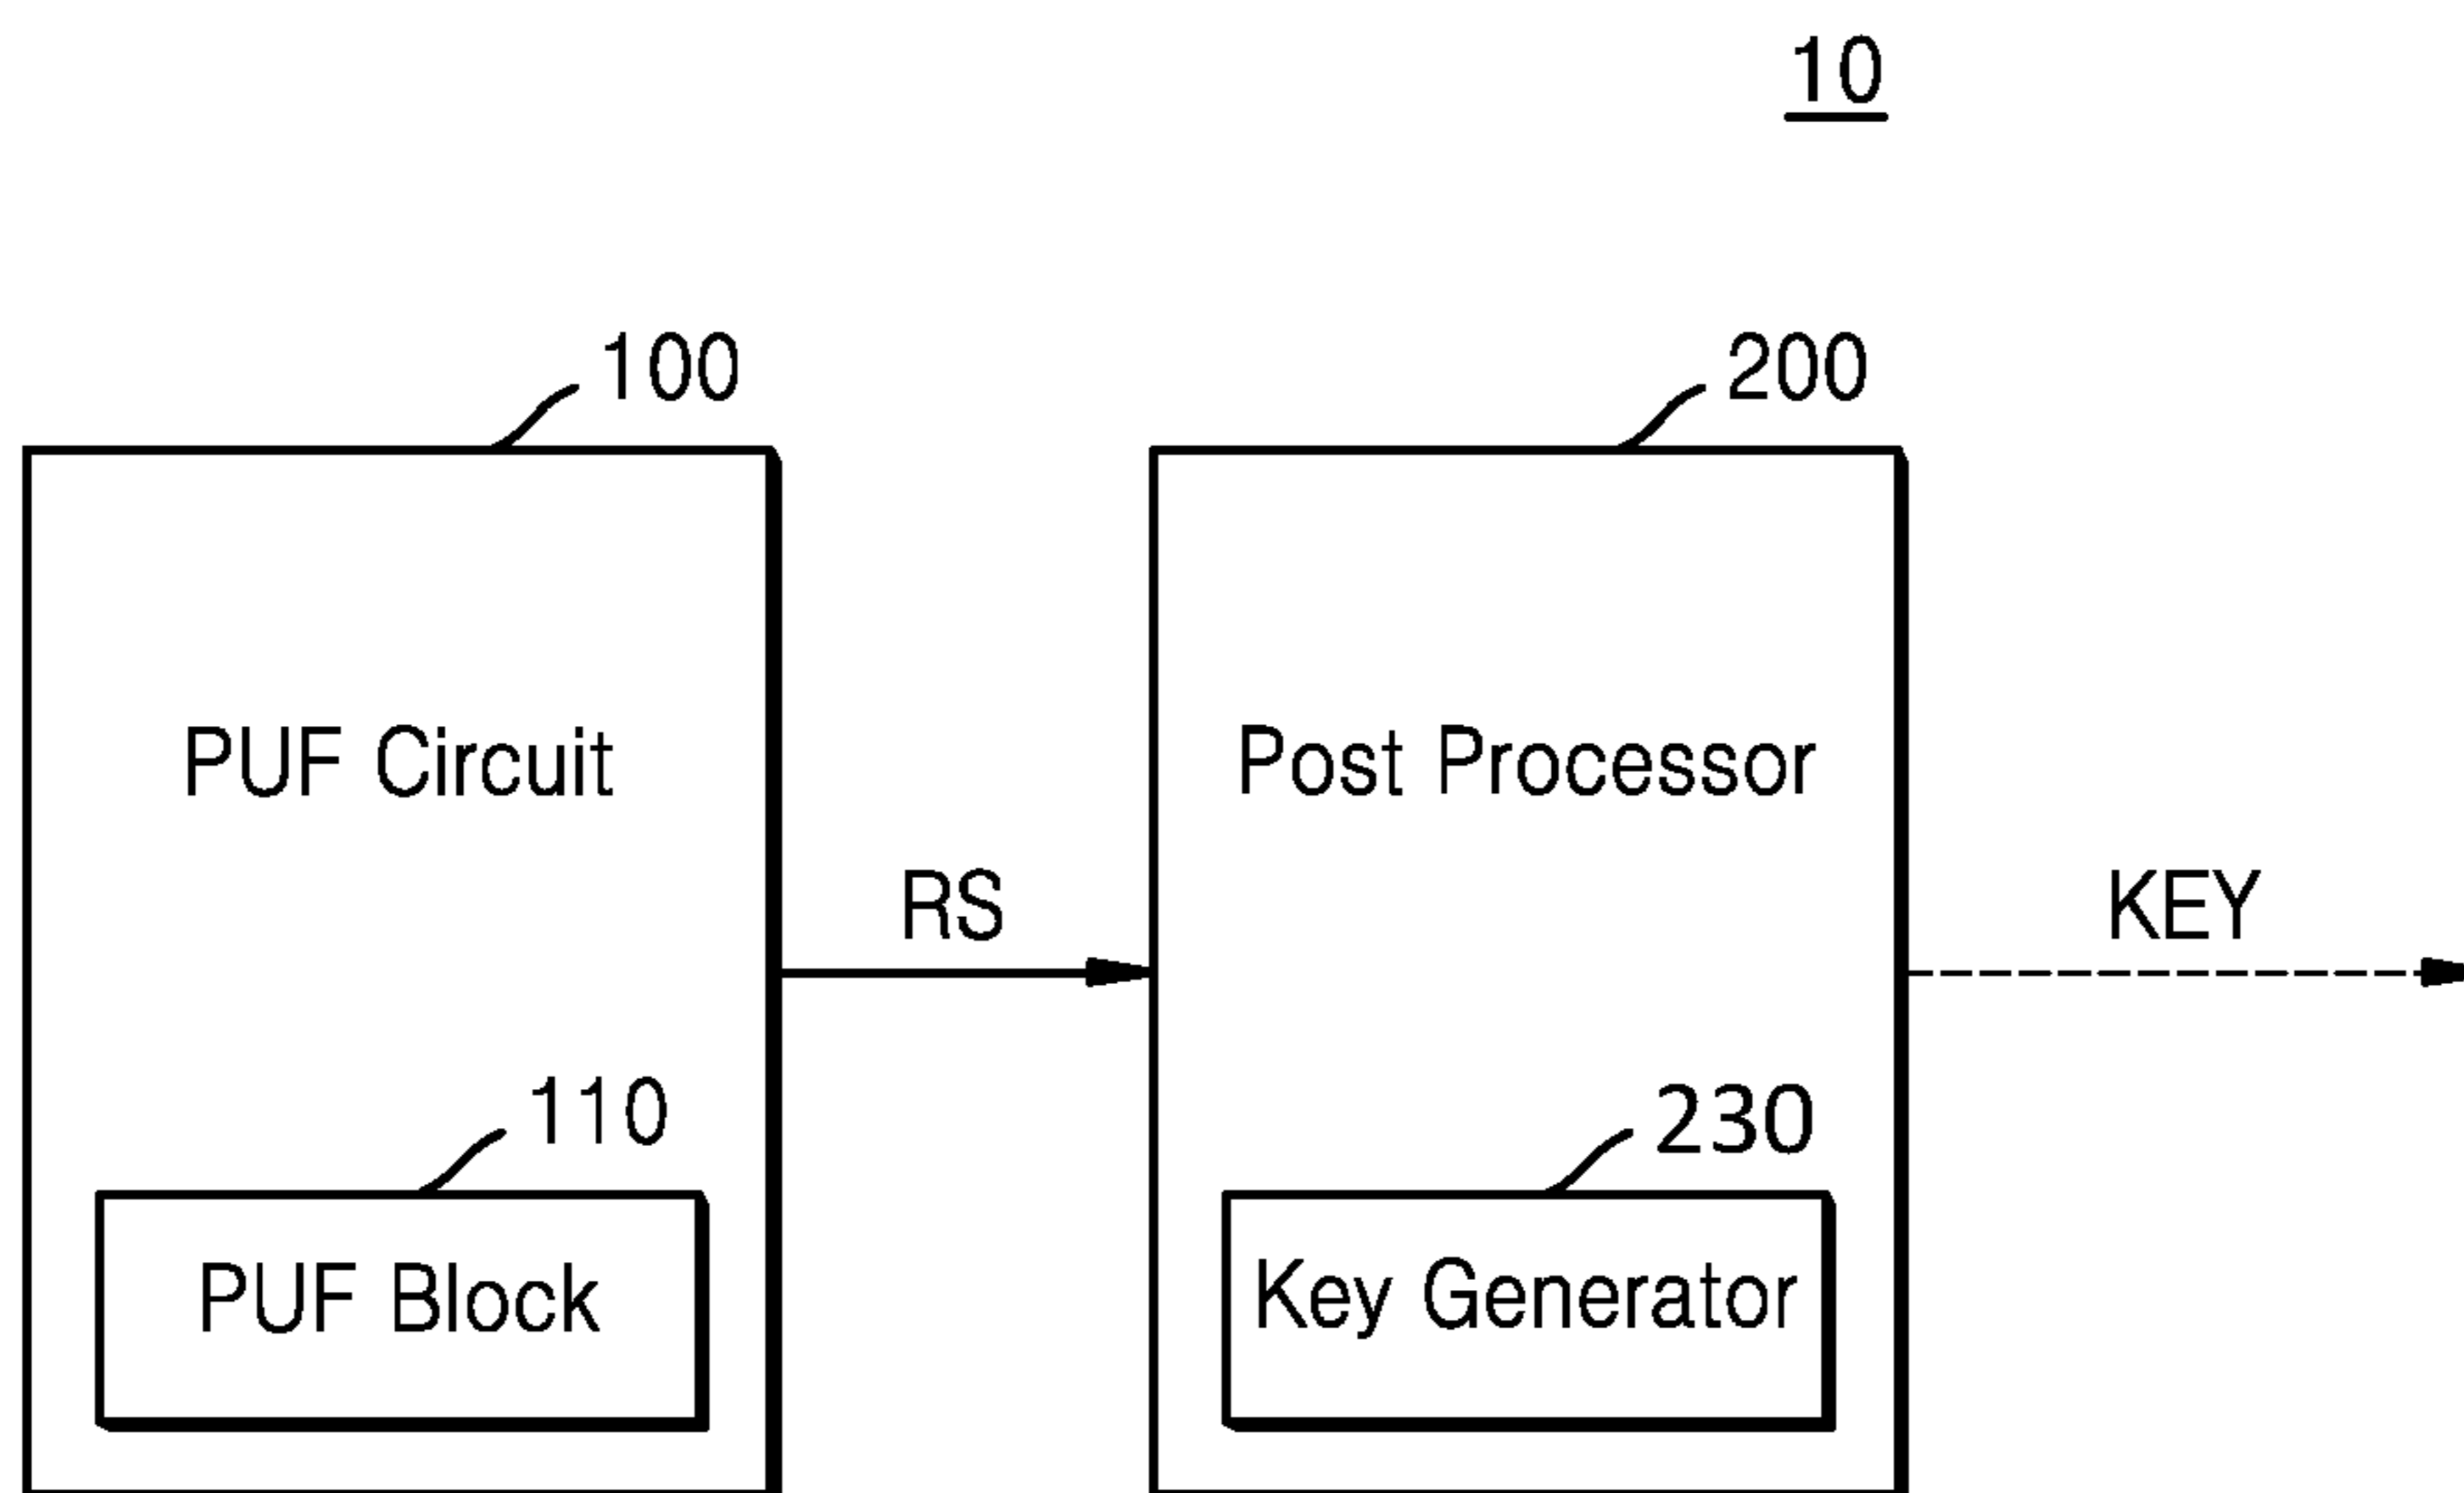 10
100
200
PUF Circuit
Post Processor
RS
KEY
110
230
PUF Block
Key Generator